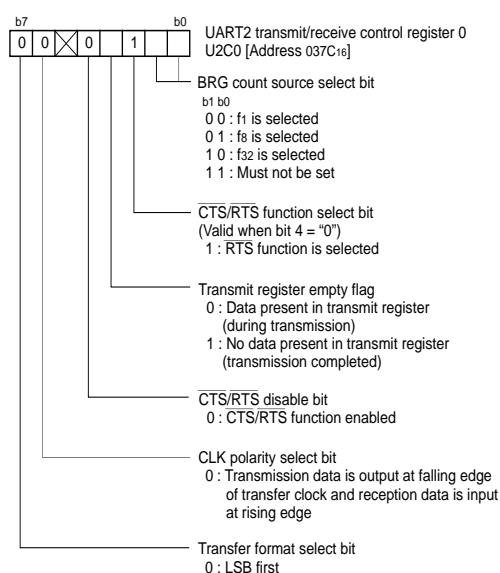 b7 b0
0 0 0 1
UART2 transmit/receive control register 0
U2C0 [Address 037C16]
BRG count source select bit
b1 b0
0 0 : f1 is selected
0 1 : f8 is selected
1 0 : f32 is selected
1 1 : Must not be set
CTS/RTS function select bit
(Valid when bit 4 = “0”)
1 : RTS function is selected
Transmit register empty flag
0 : Data present in transmit register
(during transmission)
1 : No data present in transmit register
(transmission completed)
CTS/RTS disable bit
0 : CTS/RTS function enabled
CLK polarity select bit
0 : Transmission data is output at falling edge
of transfer clock and reception data is input
at rising edge
Transfer format select bit
0 : LSB first